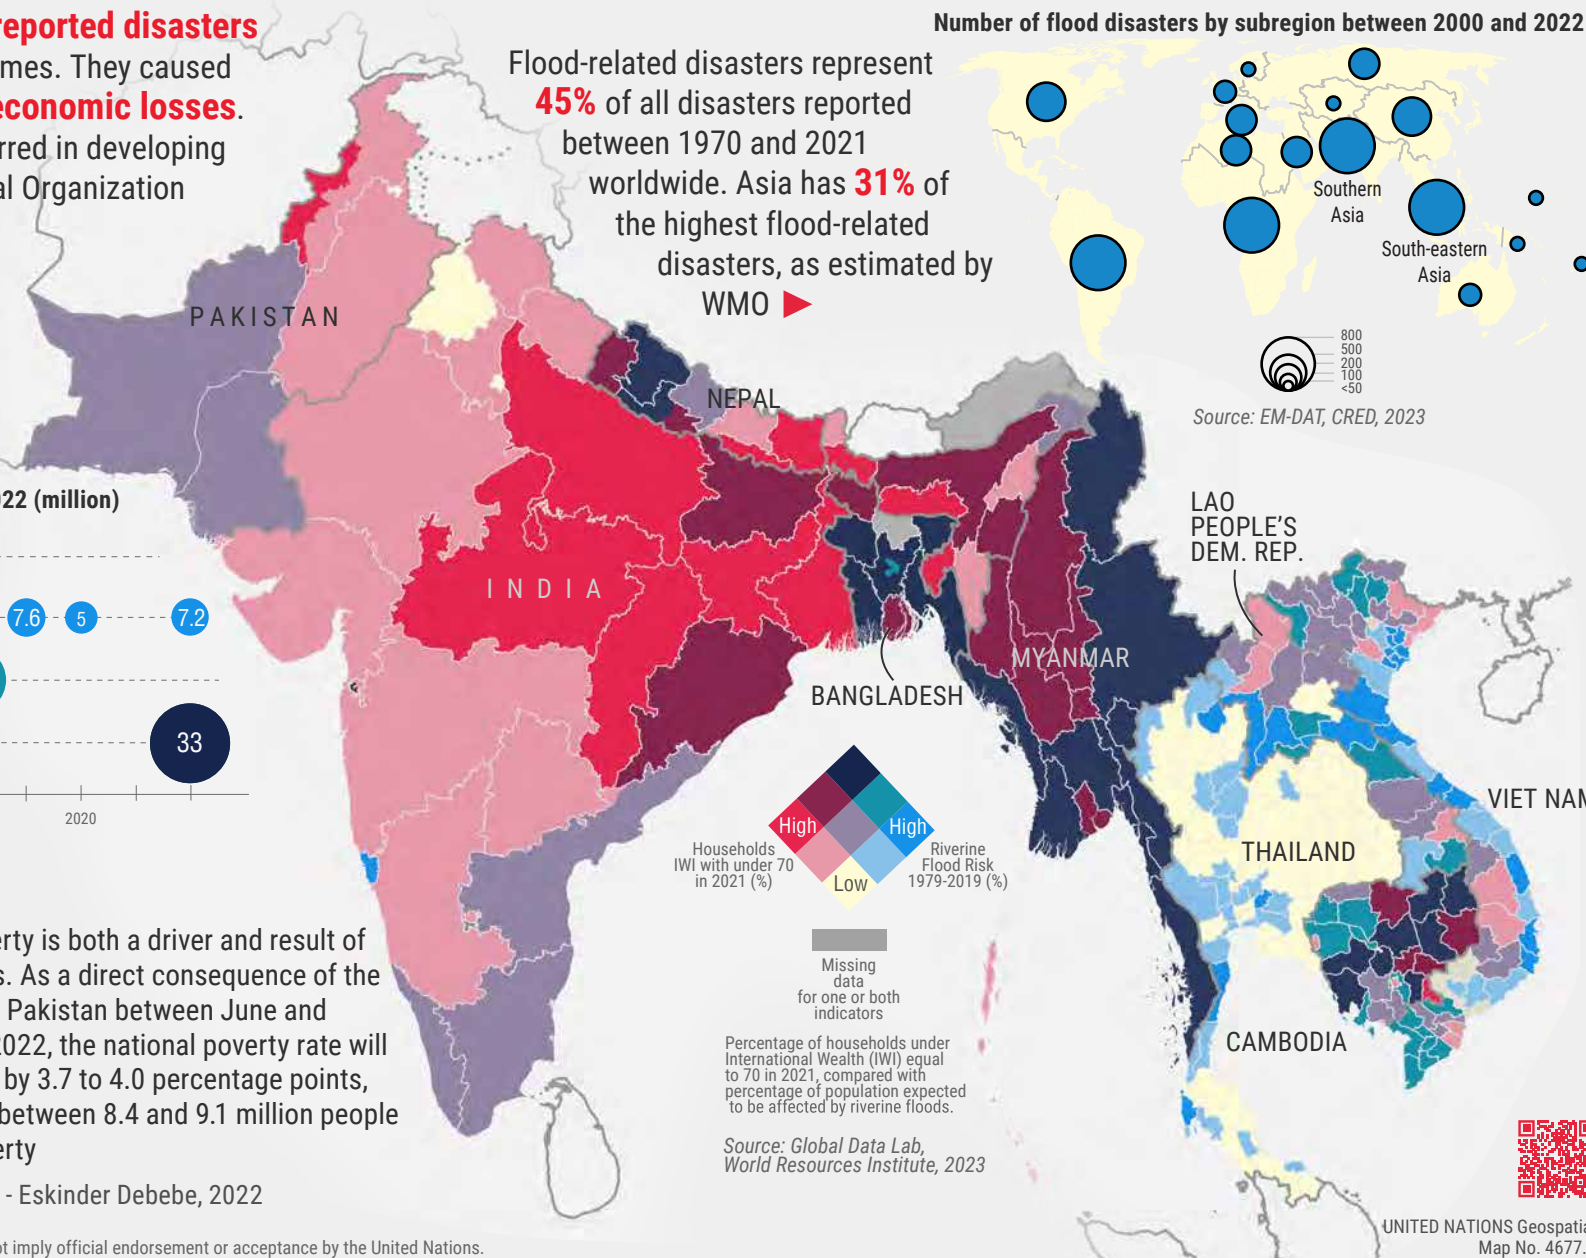 reported disasters
mes. They caused
economic losses.
rred in developing
al Organization
Flood-related disasters represent
45% of all disasters reported
between 1970 and 2021
worldwide. Asia has 31% of
the highest flood-related
disasters, as estimated by
WMO
Number of flood disasters by subregion between 2000 and 2022
Southern
Asia
South-eastern
Asia
800
500
200
100
<50
Source: EM-DAT, CRED, 2023
PAKISTAN
NEPAL
INDIA
BANGLADESH
MYANMAR
LAO
PEOPLE'S
DEM. REP.
VIET NAM
THAILAND
CAMBODIA
022 (million)
7.6
5
7.2
33
2020
High
High
Low
Households
IWI with under 70
in 2021 (%)
Riverine
Flood Risk
1979-2019 (%)
Missing
data
for one or both
indicators
Percentage of households under
International Wealth (IWI) equal
to 70 in 2021, compared with
percentage of population expected
to be affected by riverine floods.
Source: Global Data Lab,
World Resources Institute, 2023
erty is both a driver and result of
s. As a direct consequence of the
Pakistan between June and
2022, the national poverty rate will
by 3.7 to 4.0 percentage points,
between 8.4 and 9.1 million people
erty
- Eskinder Debebe, 2022
ot imply official endorsement or acceptance by the United Nations.
UNITED NATIONS Geospatia
Map No. 4677.